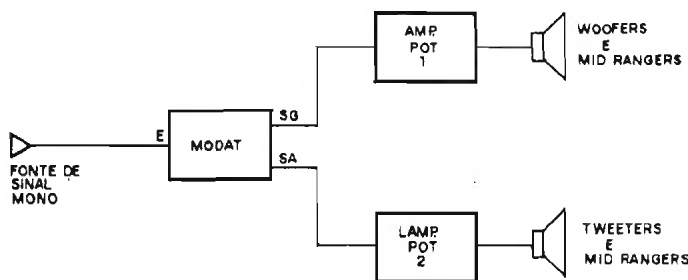 FONTE DE
SINAL
MONO
E
MODAT
SG
SA
AMP.
POT
1
WOOFERS
E
MID RANGERS
LAMP.
POT
2
TWEETERS
E
MID RANGERS